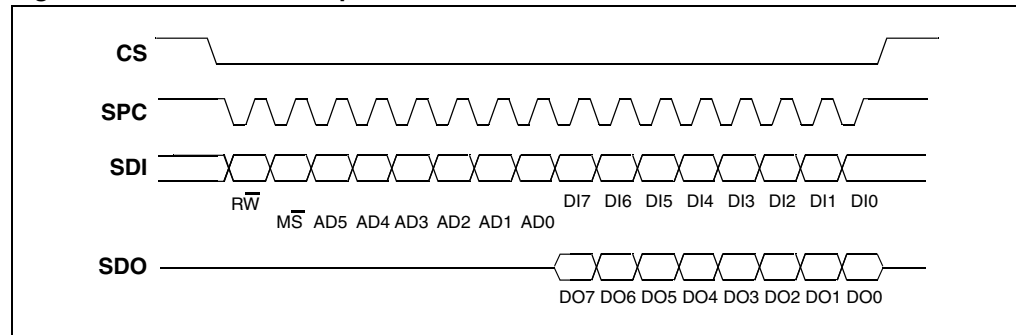 CS
SPC
SDI
RW̅ DI7 DI6 DI5 DI4 DI3 DI2 DI1 DI0
MS̅ AD5 AD4 AD3 AD2 AD1 AD0
SDO
DO7 DO6 DO5 DO4 DO3 DO2 DO1 DO0